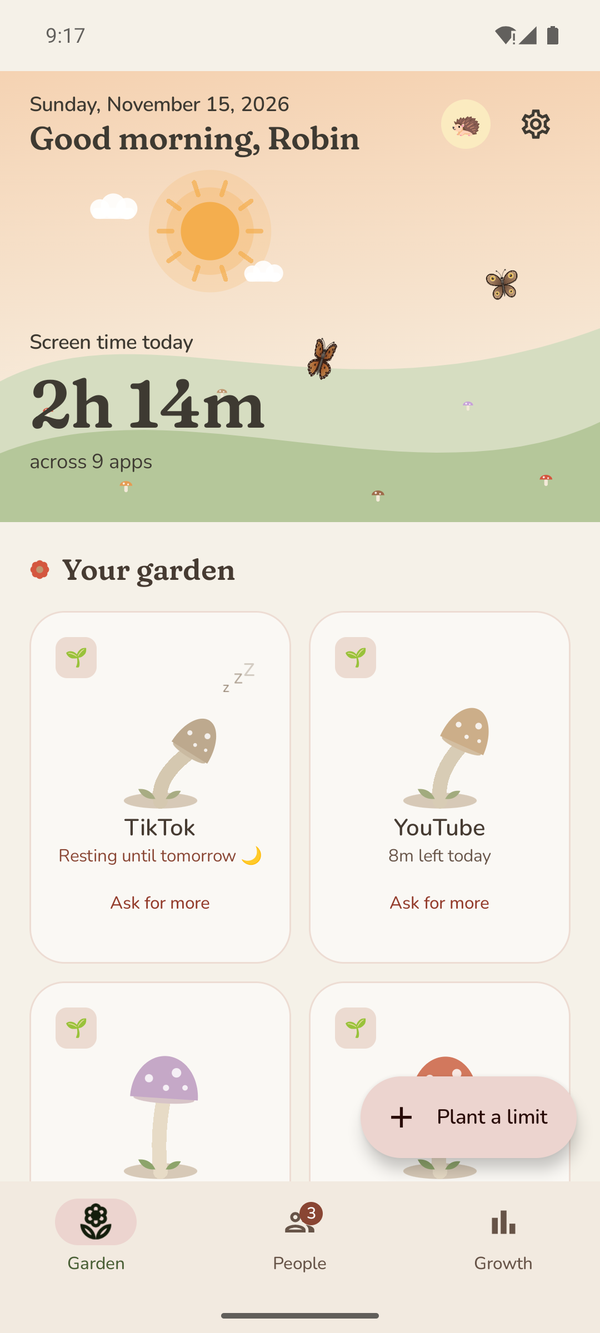 9:17
Sunday, November 15, 2026
Good morning, Robin
Screen time today
2h 14m
across 9 apps
Your garden
z z Z
TikTok
Resting until tomorrow 🌙
Ask for more
YouTube
8m left today
Ask for more
+ Plant a limit
Garden
3
People
Growth